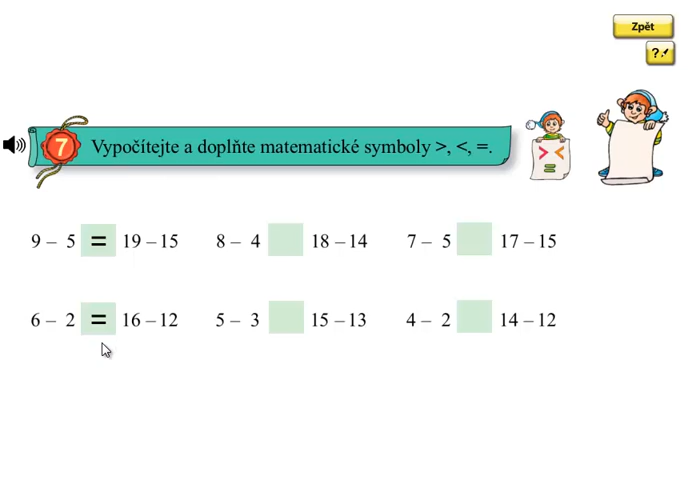 Zpět
?
7 Vypočítejte a doplňte matematické symboly >, <, =.
> <
=
9 – 5 = 19 – 15 8 – 4 18 – 14 7 – 5 17 – 15
6 – 2 = 16 – 12 5 – 3 15 – 13 4 – 2 14 – 12